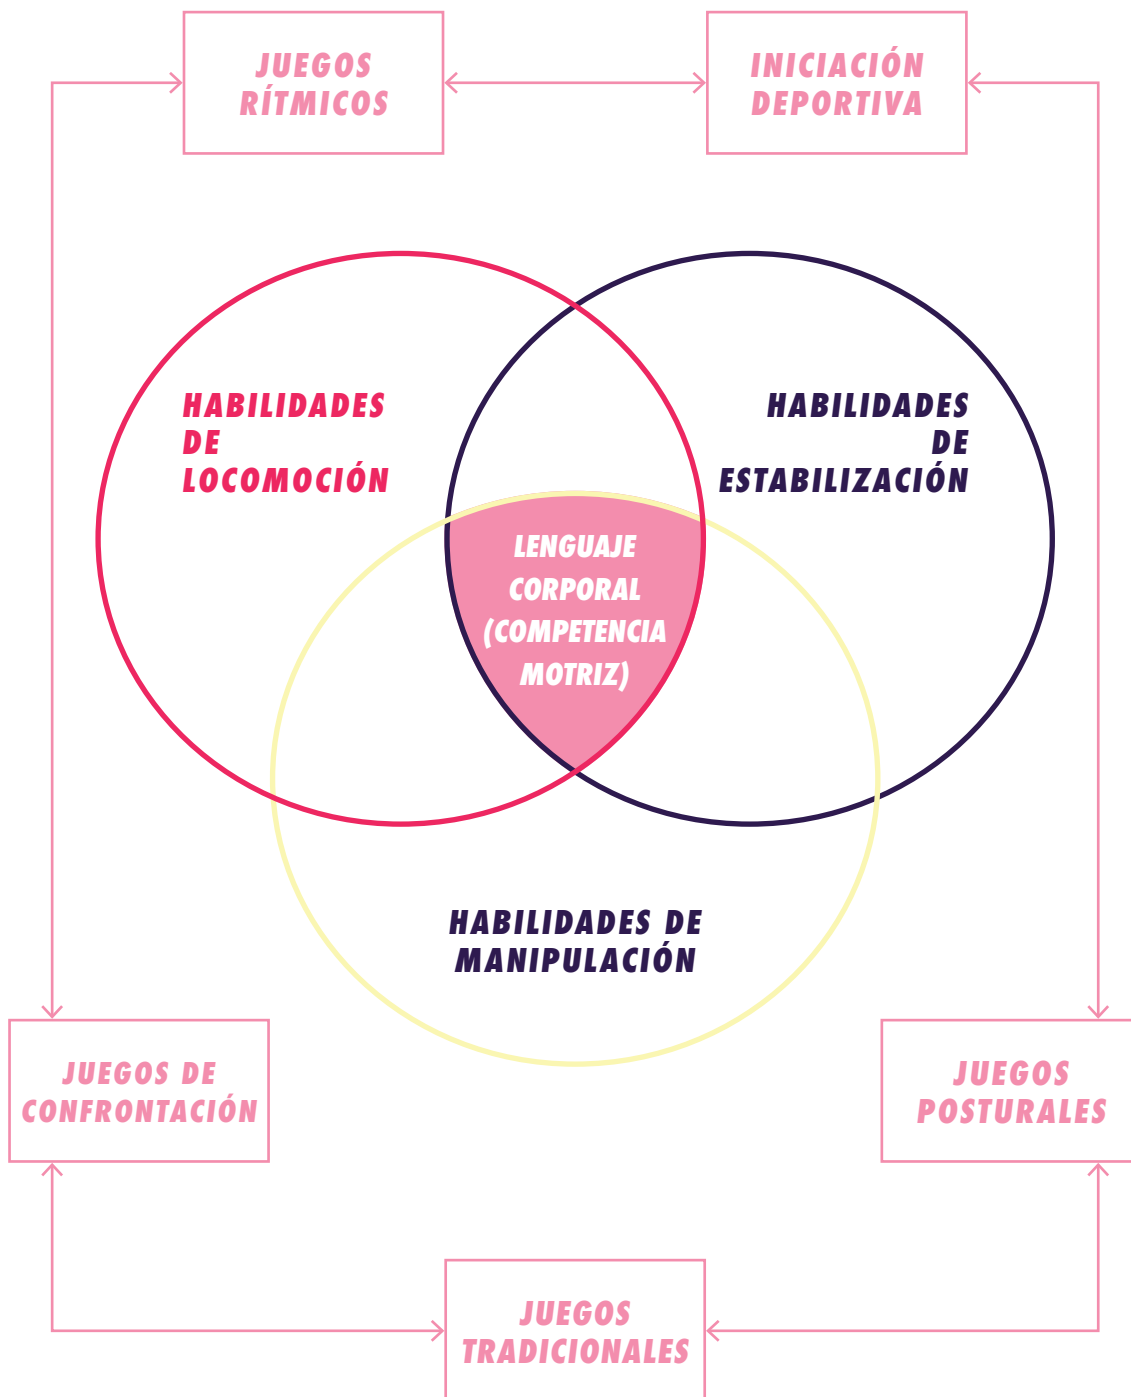 JUEGOS
RÍTMICOS
INICIACIÓN
DEPORTIVA
HABILIDADES
DE
LOCOMOCIÓN
HABILIDADES
DE
ESTABILIZACIÓN
LENGUAJE
CORPORAL
(COMPETENCIA
MOTRIZ)
HABILIDADES DE
MANIPULACIÓN
JUEGOS DE
CONFRONTACIÓN
JUEGOS
POSTURALES
JUEGOS
TRADICIONALES